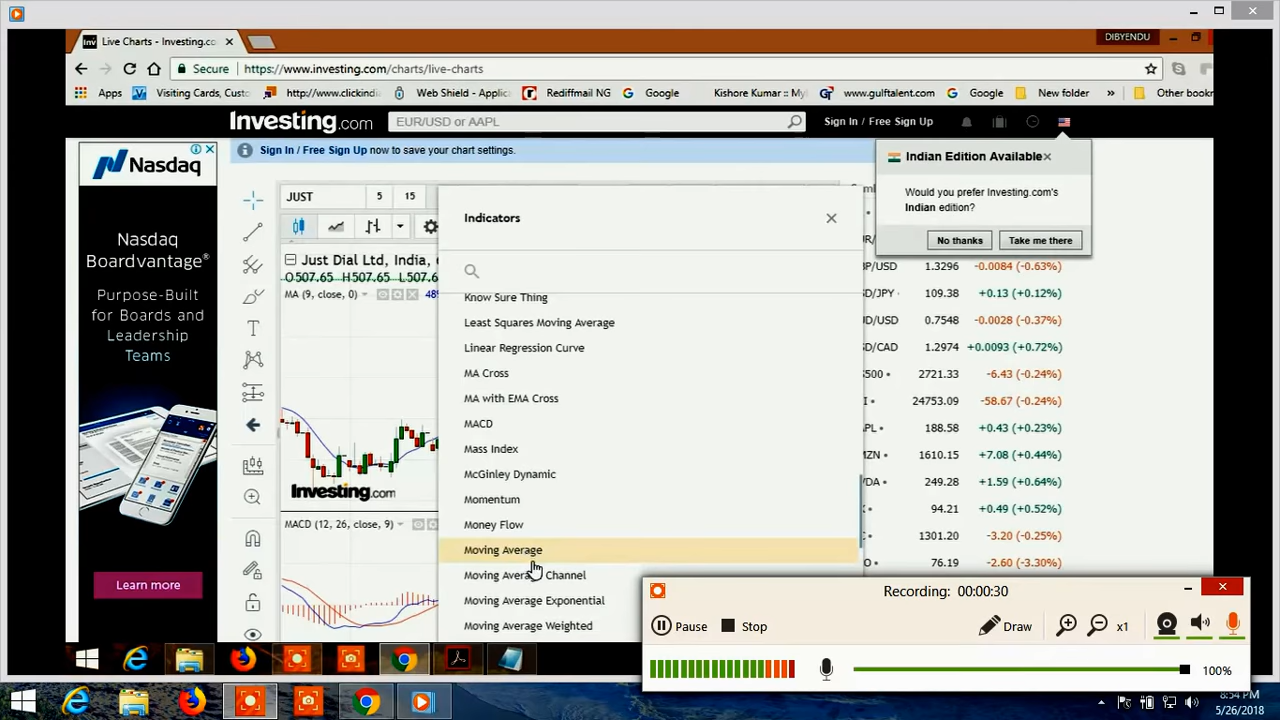 Live Charts - Investing.co
DIBYENDU
Secure https://www.investing.com/charts/live-charts
Apps Visiting Cards, Cust http://www.clickindi Web Shield - Applic Rediffmail NG Google Kishore Kumar :: My www.gulftalent.com Google New folder » Other bookm
Investing.com
EUR/USD or AAPL
Sign In / Free Sign Up
Sign In / Free Sign Up now to save your chart settings.
Indian Edition Available
Would you prefer Investing.com's
Indian edition?
No thanks Take me there
Nasdaq
Nasdaq
Boardvantage®
Purpose-Built
for Boards and
Leadership
Teams
Learn more
JUST 5 15
Just Dial Ltd, India,
O507.65 H507.65 L507.6
MA (9, close, 0)
Investing.com
MACD (12, 26, close, 9)
Indicators
Know Sure Thing
Least Squares Moving Average
Linear Regression Curve
MA Cross
MA with EMA Cross
MACD
Mass Index
McGinley Dynamic
Momentum
Money Flow
Moving Average
Moving Average Channel
Moving Average Exponential
Moving Average Weighted
P/USD 1.3296 -0.0084 (-0.63%)
D/JPY 109.38 +0.13 (+0.12%)
D/USD 0.7548 -0.0028 (-0.37%)
D/CAD 1.2974 +0.0093 (+0.72%)
500 2721.33 -6.43 (-0.24%)
I 24753.09 -58.67 (-0.24%)
PL 188.58 +0.43 (+0.23%)
MZN 1610.15 +7.08 (+0.44%)
DA 249.28 +1.59 (+0.64%)
X 94.21 +0.49 (+0.52%)
1301.20 -3.20 (-0.25%)
76.19 -2.60 (-3.30%)
Recording: 00:00:30
Pause Stop Draw x1
100%
8:54 PM
5/26/2018